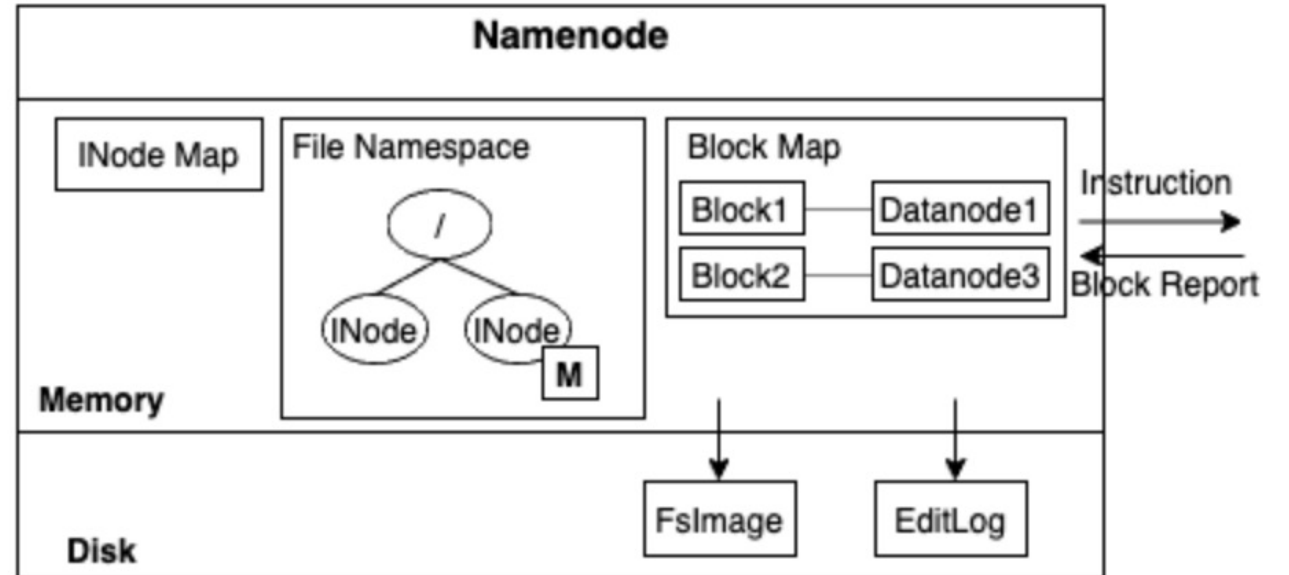 Namenode
INode Map
File Namespace
/
INode
INode
M
Block Map
Block1
Datanode1
Block2
Datanode3
Instruction
Block Report
Memory
FsImage
EditLog
Disk